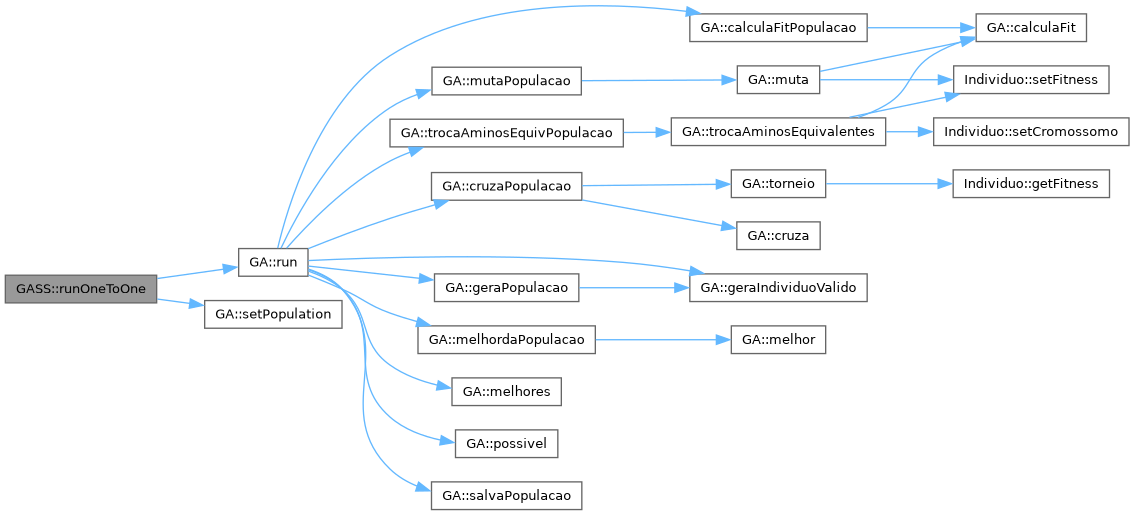 GA::calculaFitPopulacao
GA::calculaFit
GA::mutaPopulacao
GA::muta
Individuo::setFitness
GA::trocaAminosEquivPopulacao
GA::trocaAminosEquivalentes
Individuo::setCromossomo
GA::cruzaPopulacao
GA::torneio
Individuo::getFitness
GA::cruza
GA::run
GASS::runOneToOne
GA::geraPopulacao
GA::geraIndividuoValido
GA::setPopulation
GA::melhordaPopulacao
GA::melhor
GA::melhores
GA::possivel
GA::salvaPopulacao